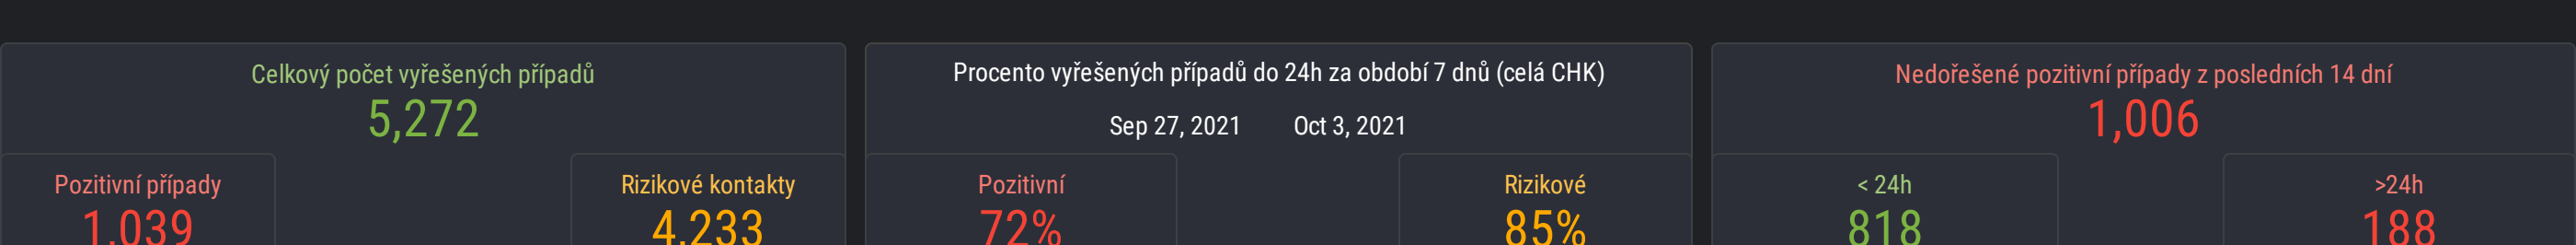 Celkový počet vyřešených případů
5,272
Pozitivní případy
1,039
Rizikové kontakty
4,233
Procento vyřešených případů do 24h za období 7 dnů (celá CHK)
Sep 27, 2021 Oct 3, 2021
Pozitivní
72%
Rizikové
85%
Nedořešené pozitivní případy z posledních 14 dní
1,006
< 24h
818
>24h
188